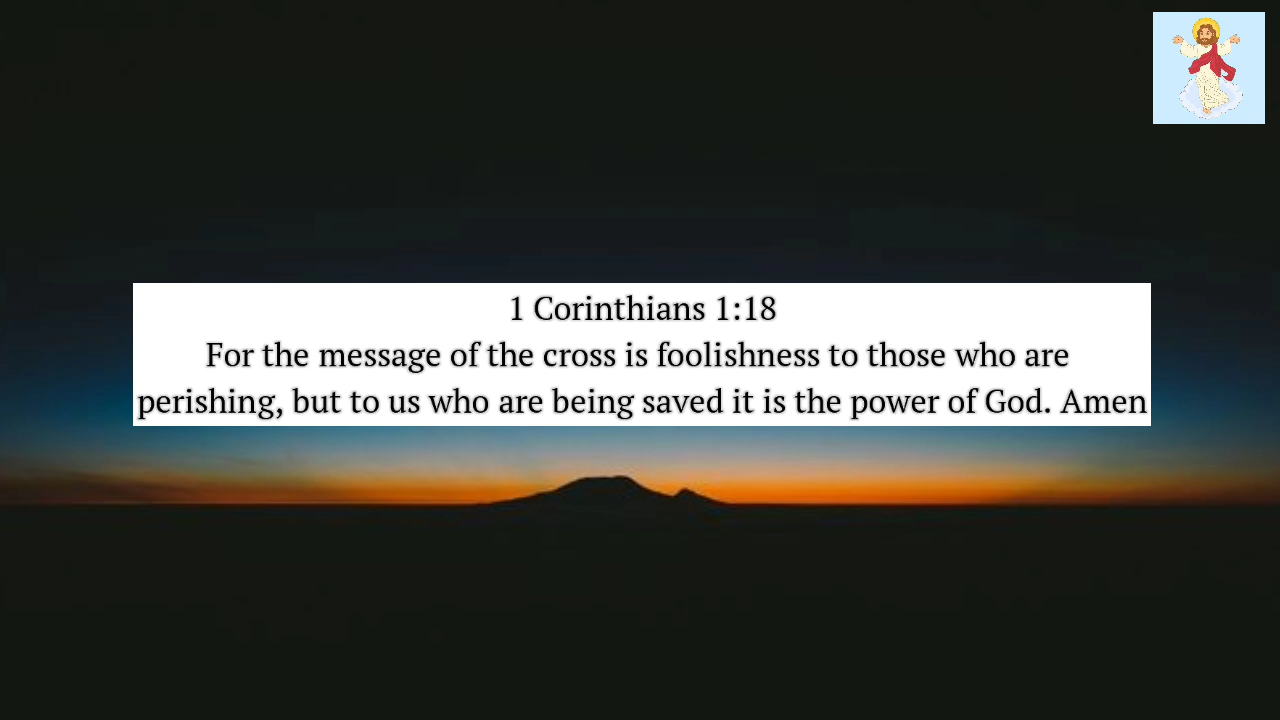 1 Corinthians 1:18
For the message of the cross is foolishness to those who are
perishing, but to us who are being saved it is the power of God. Amen